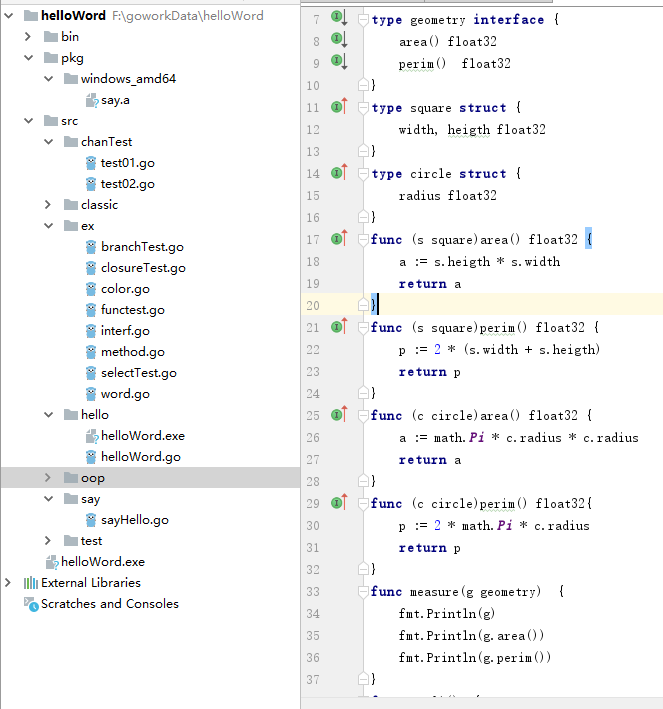 helloWord F:\goworkData\helloWord
bin
pkg
windows_amd64
say.a
src
chanTest
test01.go
test02.go
classic
ex
branchTest.go
closureTest.go
color.go
functest.go
interf.go
method.go
selectTest.go
word.go
hello
helloWord.exe
helloWord.go
oop
say
sayHello.go
test
helloWord.exe
External Libraries
Scratches and Consoles
7 type geometry interface {
8 area() float32
9 perim() float32
10 }
11 type square struct {
12 width, heigth float32
13 }
14 type circle struct {
15 radius float32
16 }
17 func (s square)area() float32 {
18 a := s.heigth * s.width
19 return a
20 }
21 func (s square)perim() float32 {
22 p := 2 * (s.width + s.heigth)
23 return p
24 }
25 func (c circle)area() float32 {
26 a := math.Pi * c.radius * c.radius
27 return a
28 }
29 func (c circle)perim() float32{
30 p := 2 * math.Pi * c.radius
31 return p
32 }
33 func measure(g geometry) {
34 fmt.Println(g)
35 fmt.Println(g.area())
36 fmt.Println(g.perim())
37 }